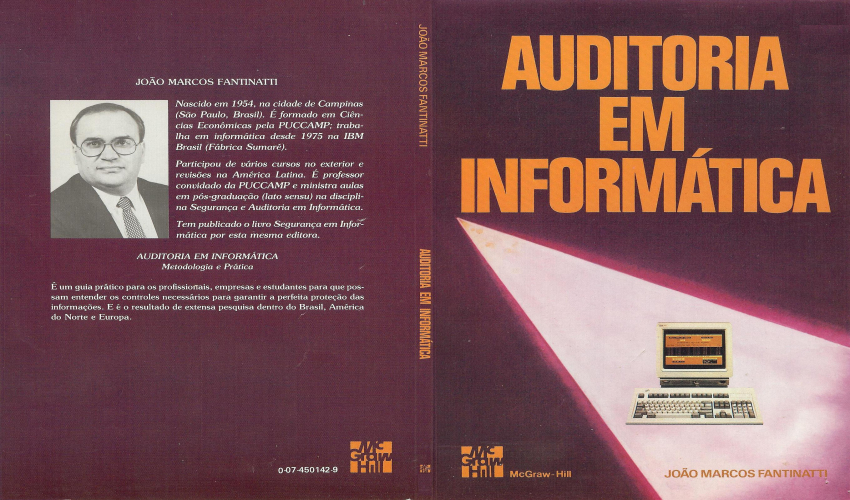 JOÃO MARCOS FANTINATTI
Nascido em 1954, na cidade de Campinas
(São Paulo, Brasil). É formado em Ciên-
cias Econômicas pela PUCCAMP; traba-
lha em informática desde 1975 na IBM
Brasil (Fábrica Sumaré).
Participou de vários cursos no exterior e
revisões na América Latina. É professor
convidado da PUCCAMP e ministra aulas
em pós-graduação (lato sensu) na discipli-
na Segurança e Auditoria em Informática.
Tem publicado o livro Segurança em Infor-
mática por esta mesma editora.
AUDITORIA EM INFORMÁTICA
Metodologia e Prática
É um guia prático para os profissionais, empresas e estudantes para que pos-
sam entender os controles necessários para garantir a perfeita proteção das
informações. E é o resultado de extensa pesquisa dentro do Brasil, América
do Norte e Europa.
Mc
Graw
Hill
0-07-450142-9
JOÃO MARCOS FANTINATTI
AUDITORIA EM INFORMÁTICA
AUDITORIA
EM
INFORMÁTICA
Mc
Graw
Hill
McGraw-Hill
JOÃO MARCOS FANTINATTI